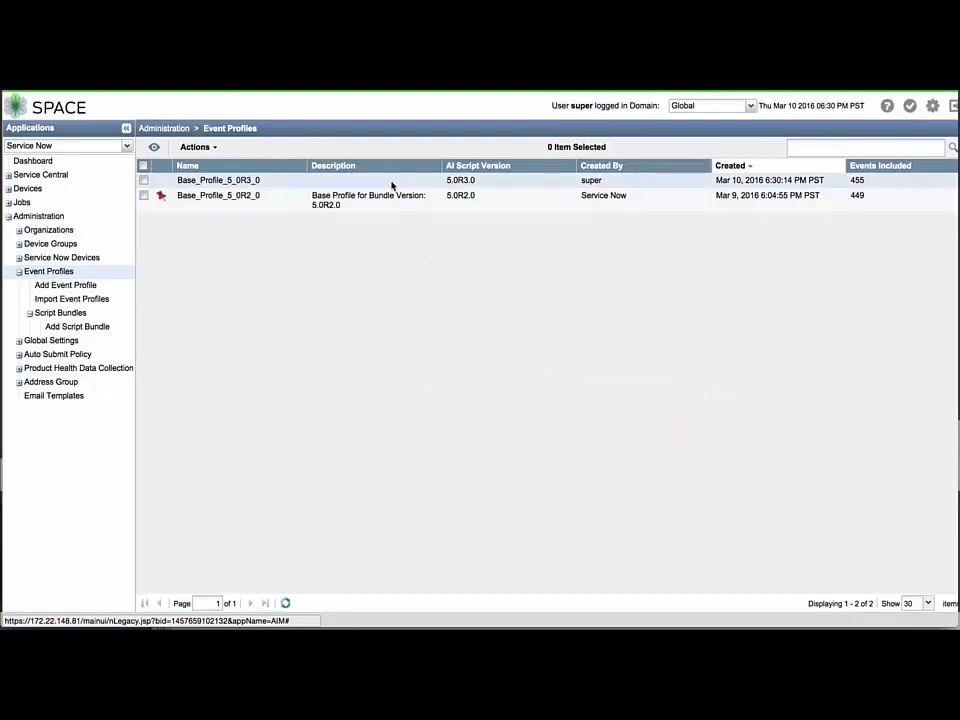 SPACE
User super logged in Domain: Global Thu Mar 10 2016 06:30 PM PST
Applications
Administration > Event Profiles
Service Now
Actions
0 Item Selected
Name Description AI Script Version Created By Created Events Included
Base_Profile_5_0R3_0 5.0R3.0 super Mar 10, 2016 6:30:14 PM PST 455
Base_Profile_5_0R2_0 Base Profile for Bundle Version: 5.0R2.0 Service Now Mar 9, 2016 6:04:55 PM PST 449
5.0R2.0
Dashboard
Service Central
Devices
Jobs
Administration
Organizations
Device Groups
Service Now Devices
Event Profiles
Add Event Profile
Import Event Profiles
Script Bundles
Add Script Bundle
Global Settings
Auto Submit Policy
Product Health Data Collection
Address Group
Email Templates
Page 1 of 1
Displaying 1 - 2 of 2 Show 30 items
https://172.22.148.81/mainui/nLegacy.jsp?bid=1457659102132&appName=AIM#